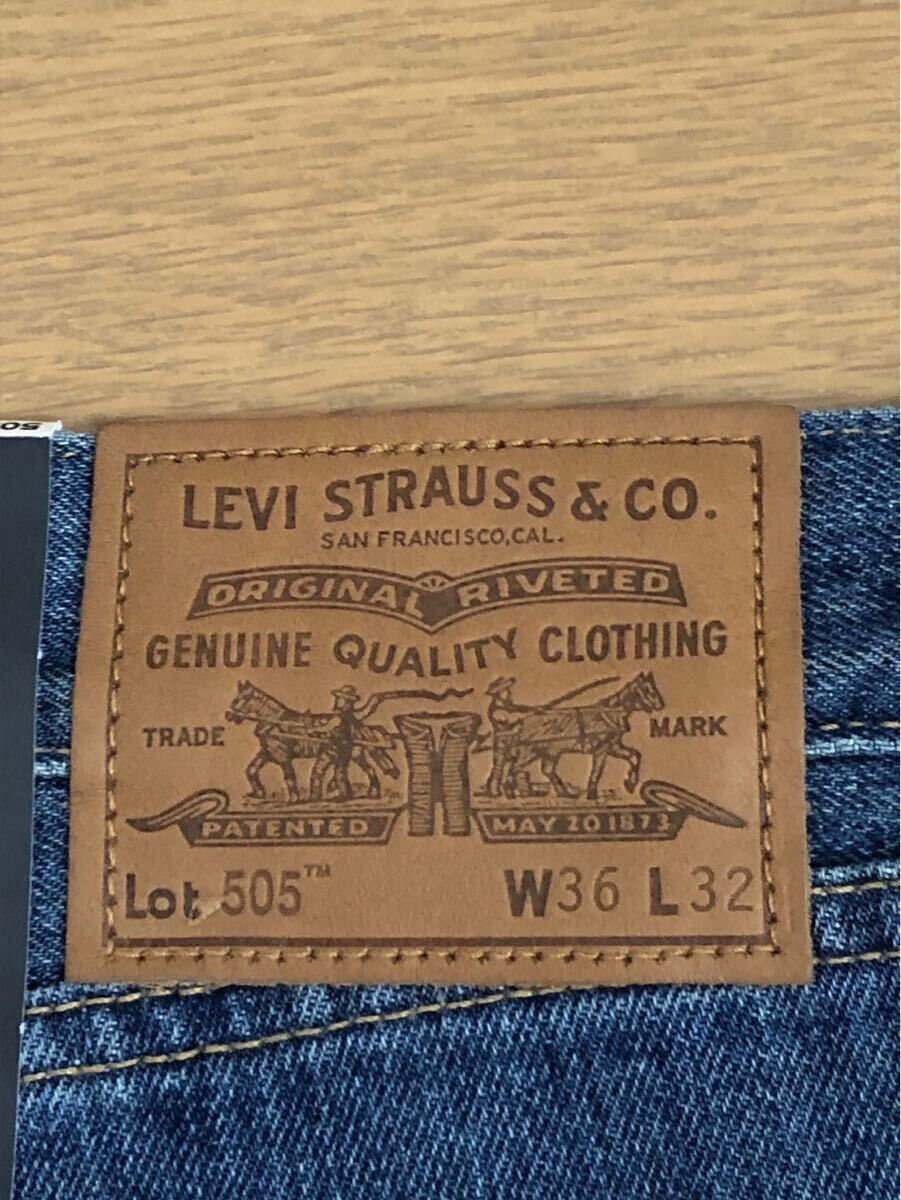 50
LEVI STRAUSS & CO.
SAN FRANCISCO, CAL.
ORIGINAL RIVETED
GENUINE QUALITY CLOTHING
TRADE MARK
PATENTED MAY 20 1873
Lot 505™ W36 L32